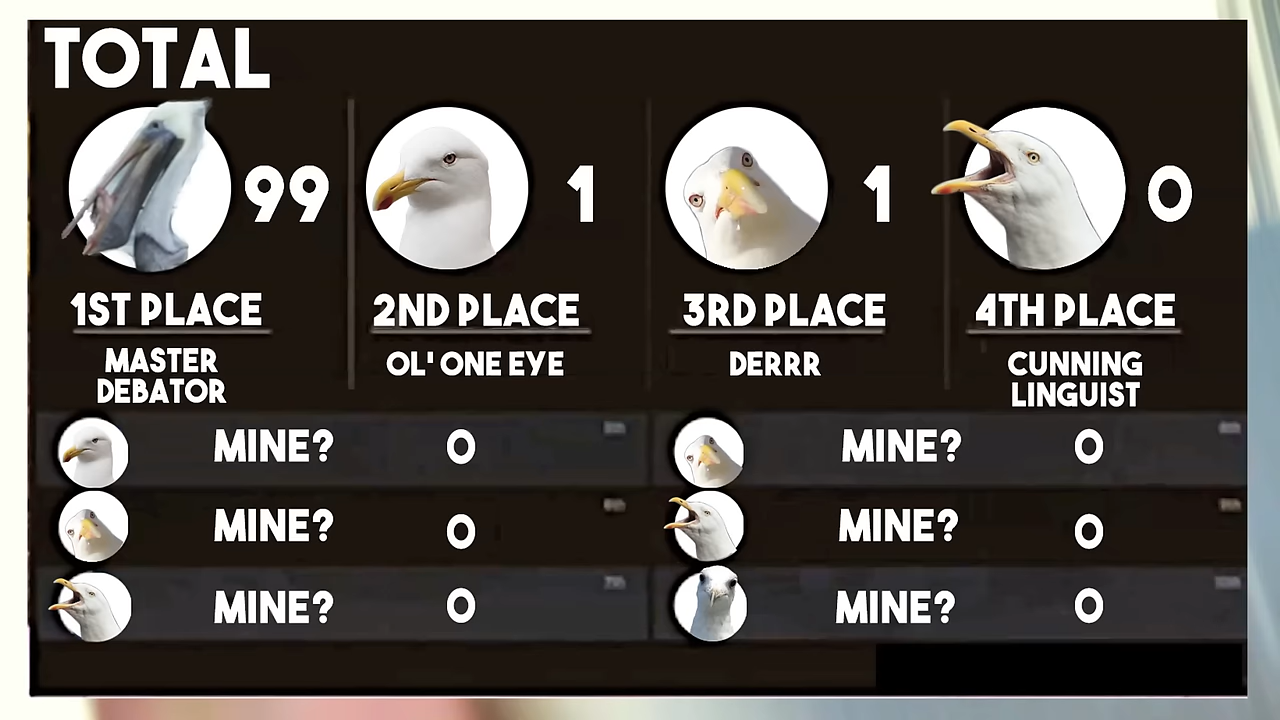 TOTAL
99
1
1
0
1ST PLACE
2ND PLACE
3RD PLACE
4TH PLACE
MASTER
DEBATOR
OL' ONE EYE
DERRR
CUNNING
LINGUIST
MINE? 0
MINE? 0
MINE? 0
MINE? 0
MINE? 0
MINE? 0